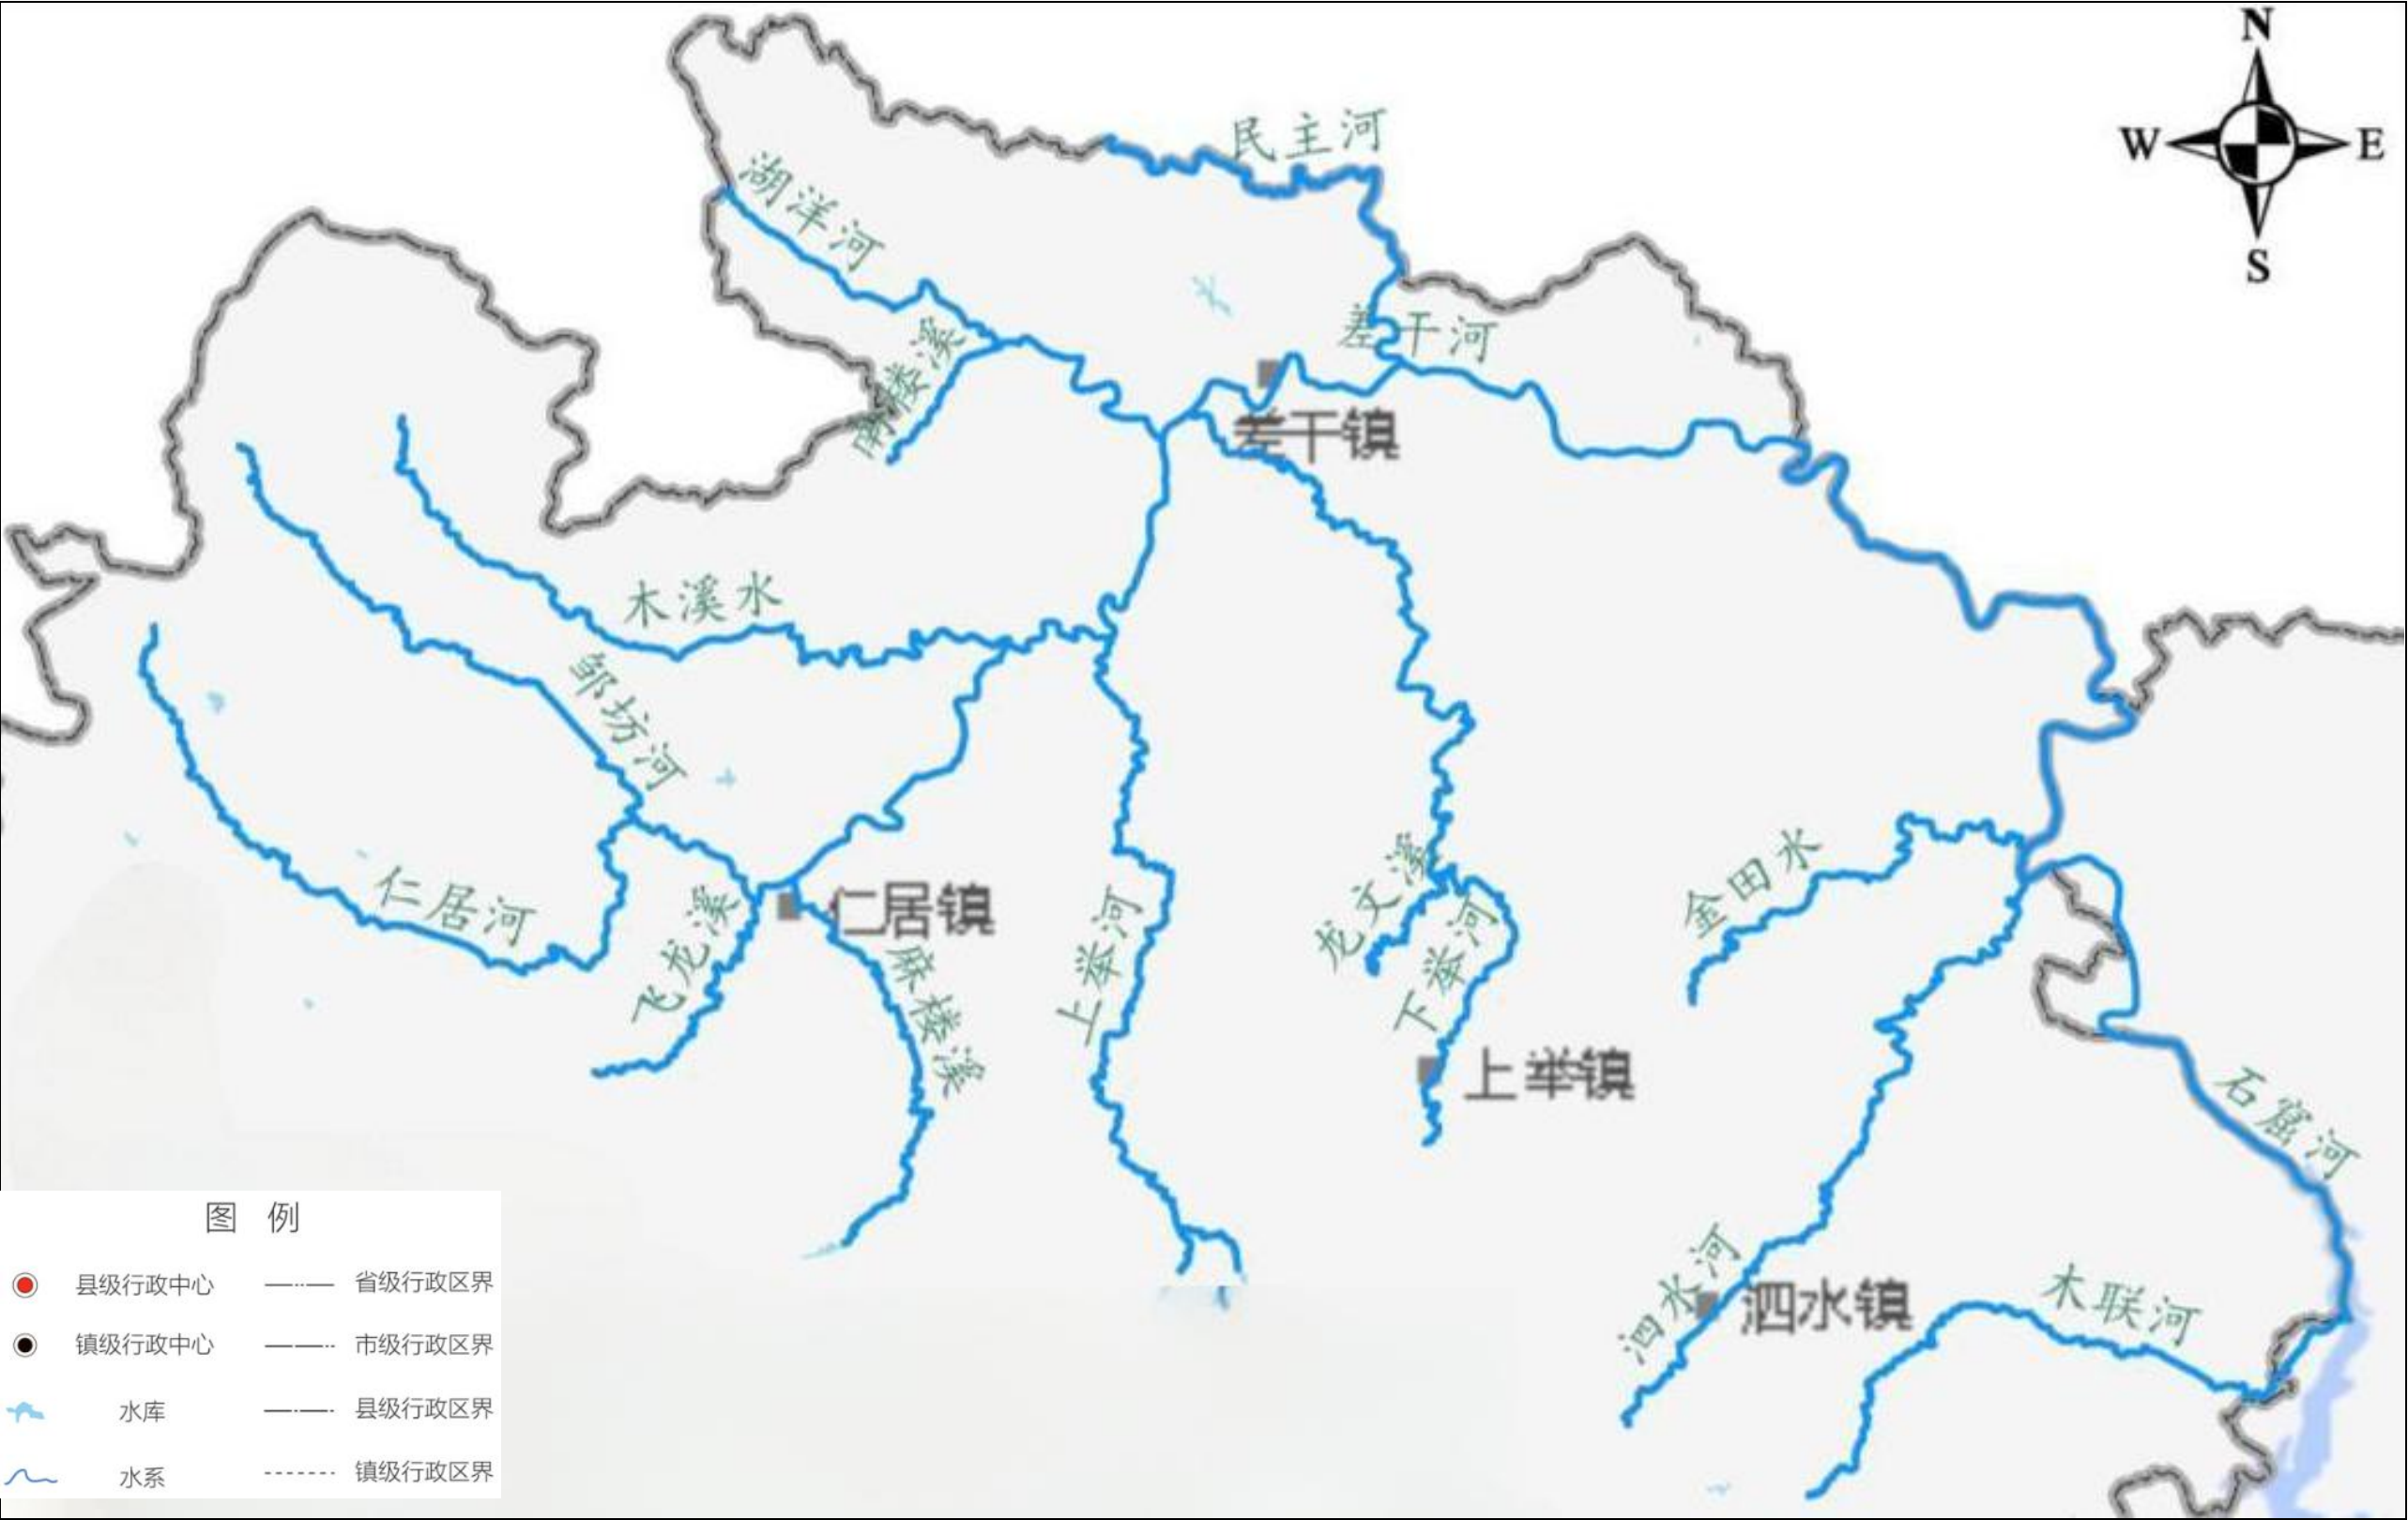 N
W
E
S
民主河
湖洋河
差干河
南楼溪
差干镇
木溪水
邹坊河
仁居河
飞龙溪
仁居镇
麻楼溪
上举河
龙文溪
下举河
上举镇
金田水
石窟河
泗水河
泗水镇
木联河
图 例
县级行政中心
省级行政区界
镇级行政中心
市级行政区界
水库
县级行政区界
水系
镇级行政区界